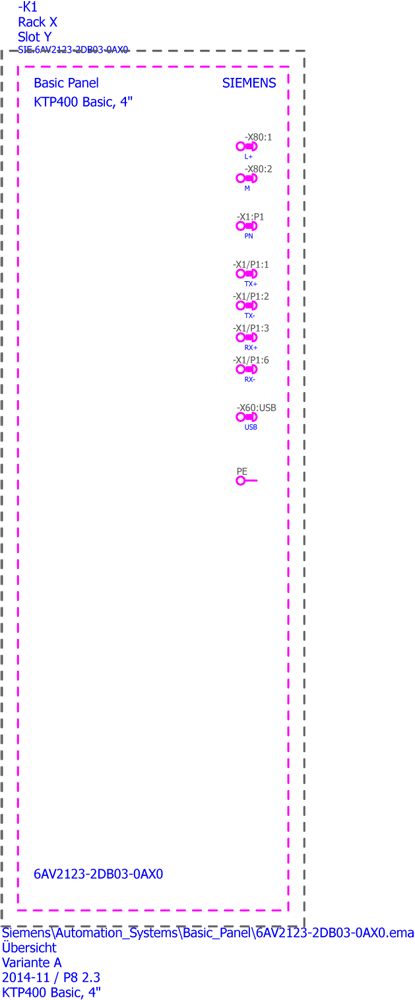 -K1
Rack X
Slot Y
SIE.6AV2123-2DB03-0AX0
Basic Panel SIEMENS
KTP400 Basic, 4"
-X80:1
L+
-X80:2
M
-X1:P1
PN
-X1/P1:1
TX+
-X1/P1:2
TX-
-X1/P1:3
RX+
-X1/P1:6
RX-
-X60:USB
USB
PE
6AV2123-2DB03-0AX0
Siemens\Automation_Systems\Basic_Panel\6AV2123-2DB03-0AX0.ema
Übersicht
Variante A
2014-11 / P8 2.3
KTP400 Basic, 4"